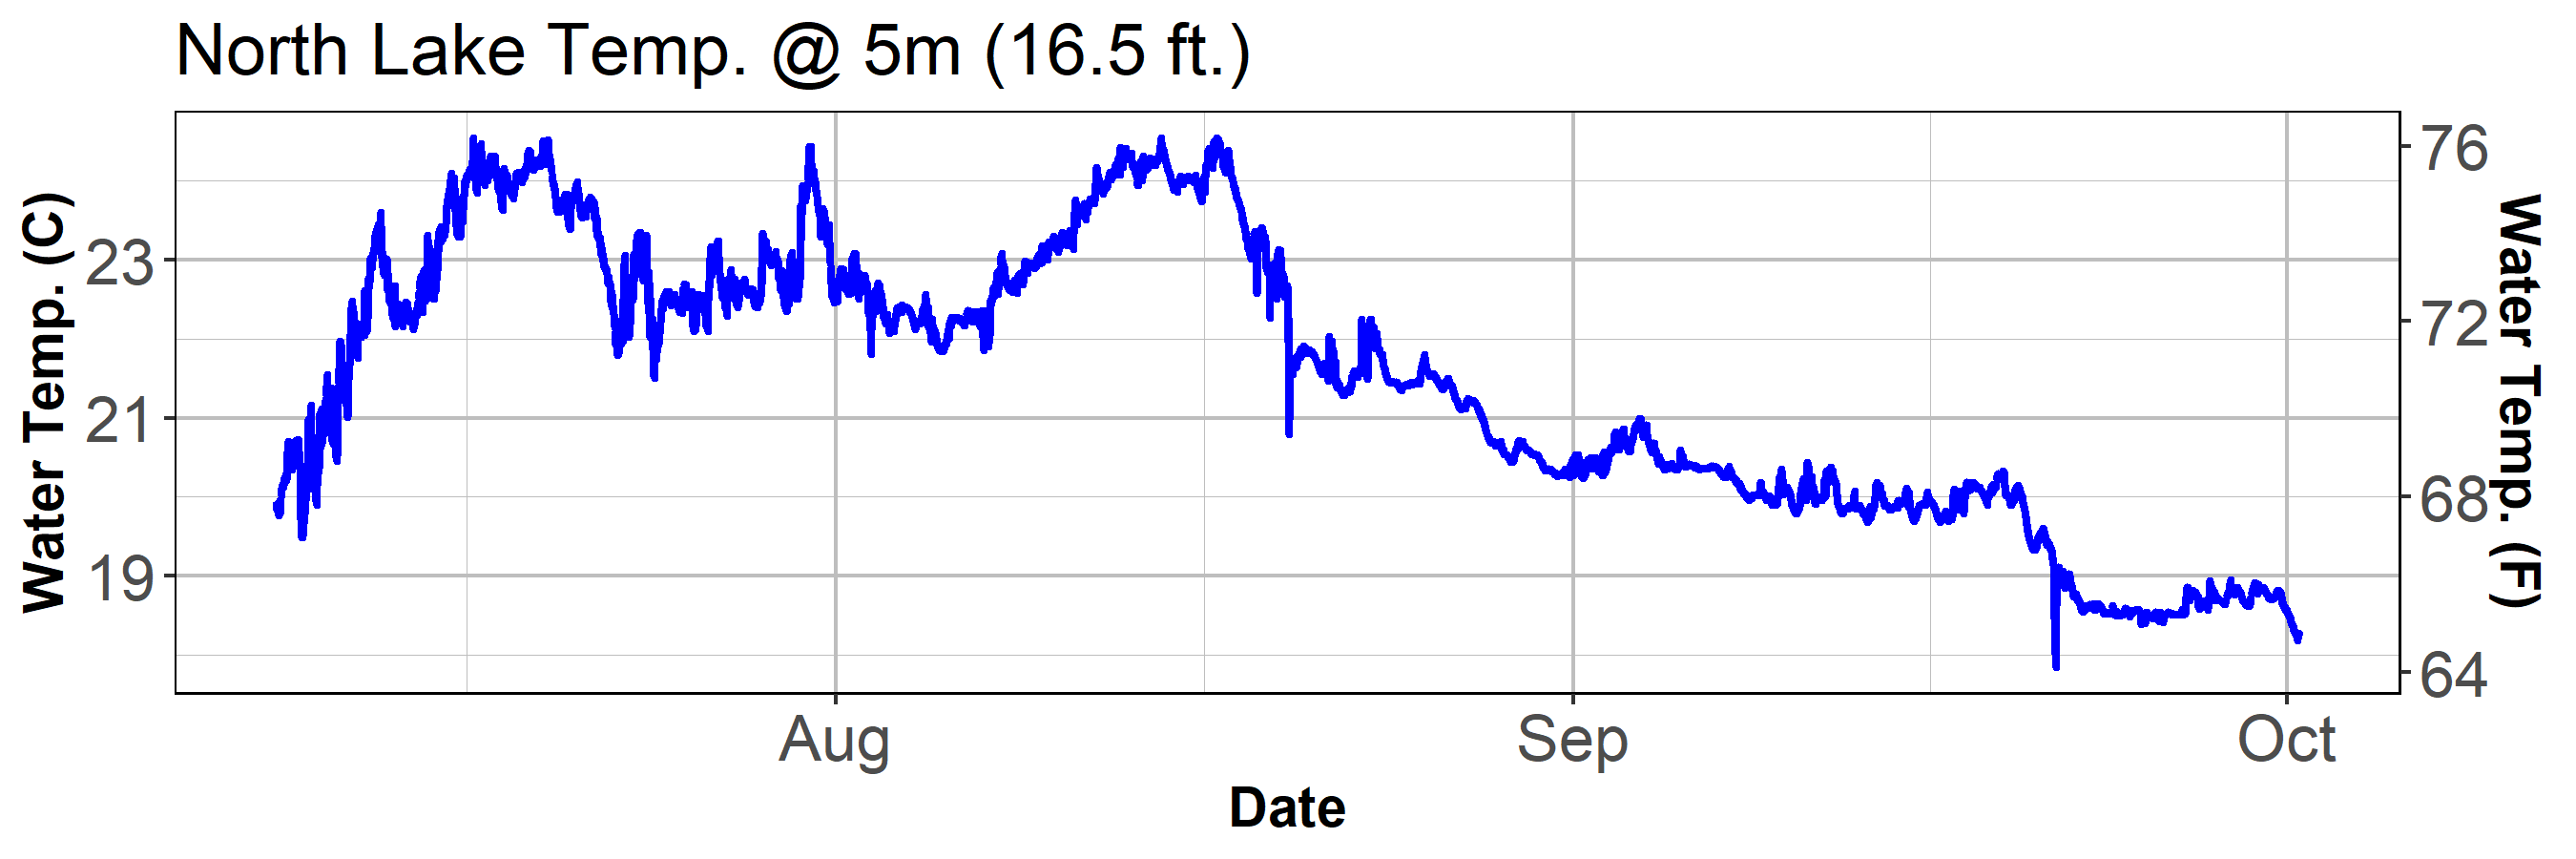 North Lake Temp. @ 5m (16.5 ft.)
Water Temp. (C)
23
21
19
76
72
68
64
Water Temp. (F)
Aug Sep Oct
Date